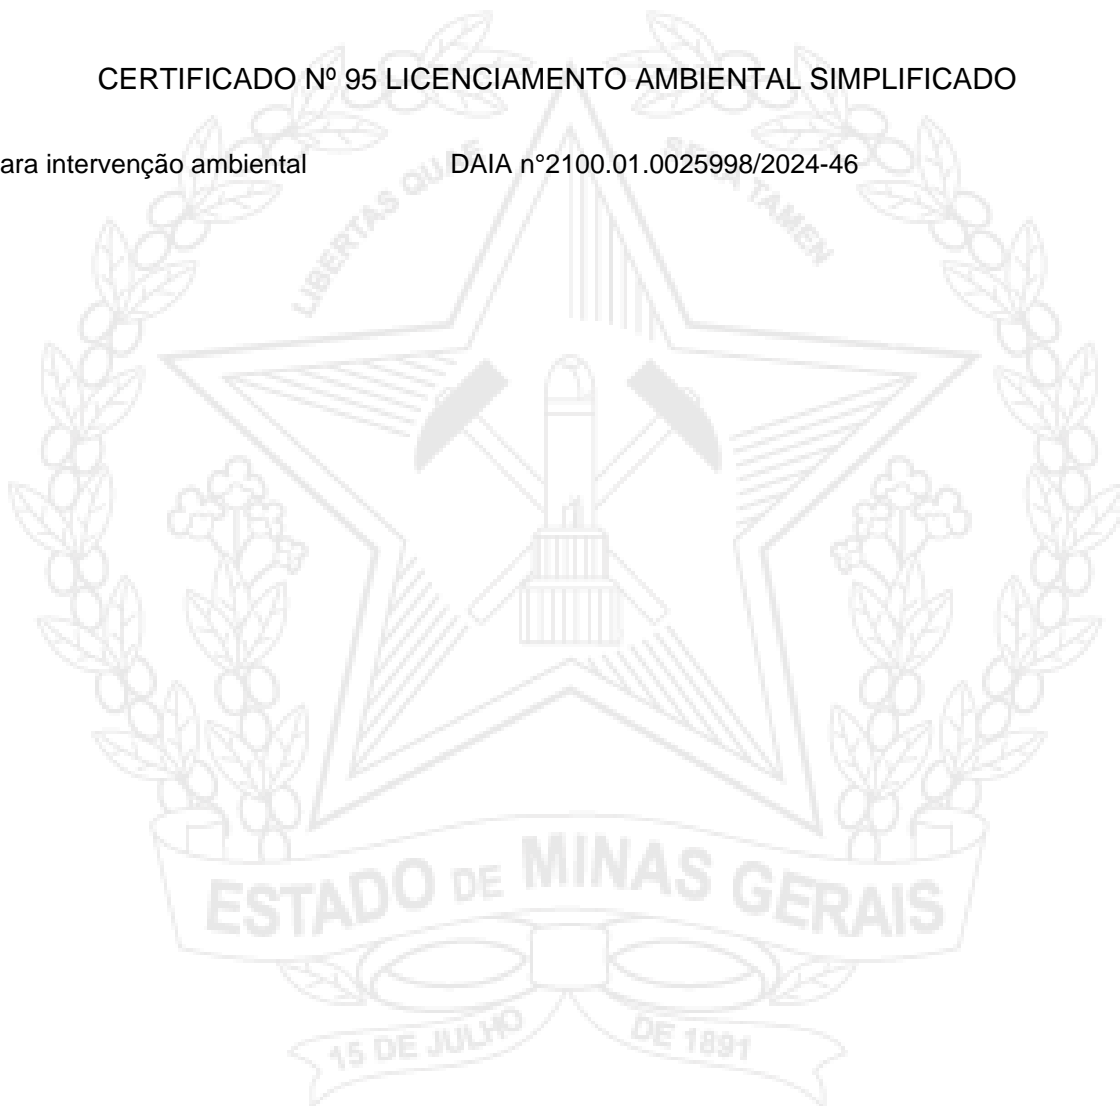 CERTIFICADO Nº 95 LICENCIAMENTO AMBIENTAL SIMPLIFICADO
ara intervenção ambiental DAIA n°2100.01.0025998/2024-46
LIBERTAS QUÆ SERA TAMEN
ESTADO DE MINAS GERAIS
15 DE JULHO DE 1891